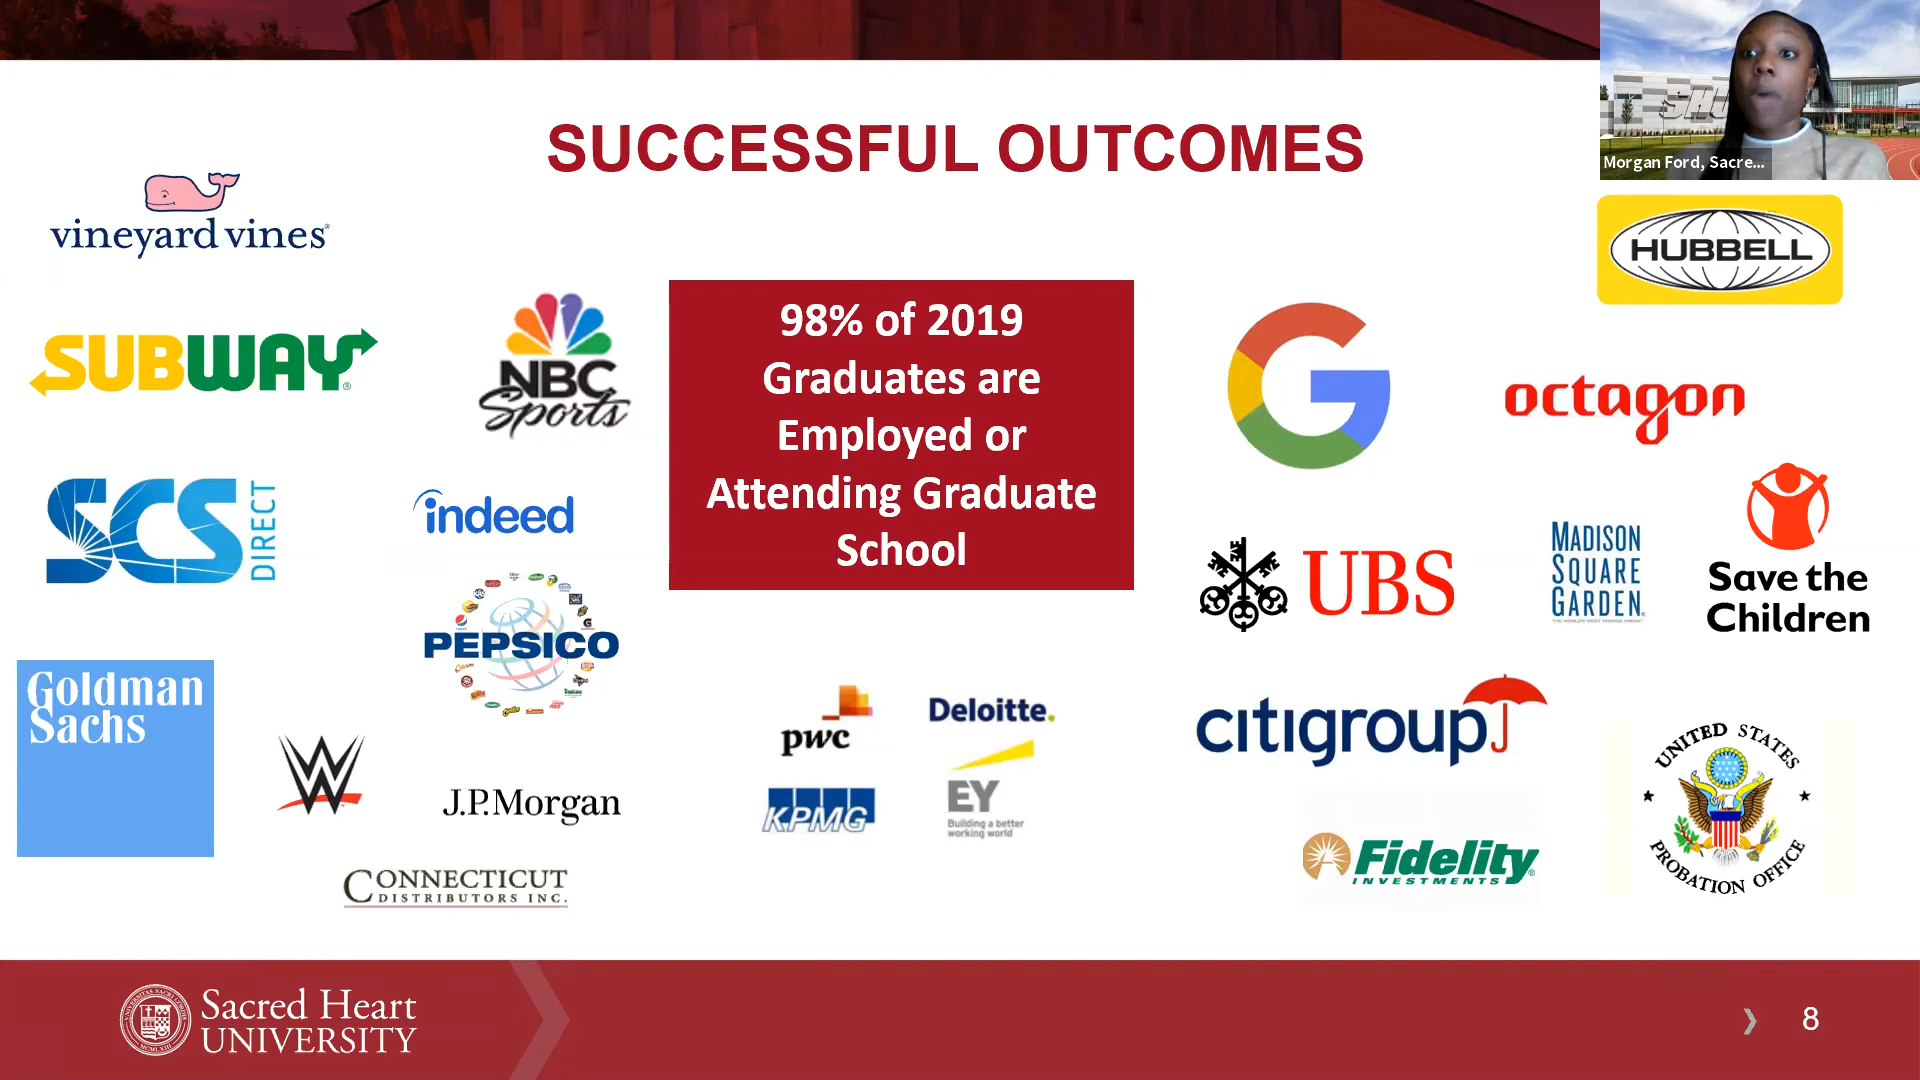 SUCCESSFUL OUTCOMES
SHU
Morgan Ford, Sacre...
vineyard vines®
HUBBELL
SUBWAY®
NBC
Sports
98% of 2019
Graduates are
Employed or
Attending Graduate
School
octagon
SCS
DIRECT
indeed
UBS
MADISON
SQUARE
GARDEN
Save the
Children
PEPSICO
Goldman
Sachs
W
J.P.Morgan
pwc
Deloitte.
KPMG
EY
Building a better
working world
citigroup
Fidelity
INVESTMENTS
UNITED STATES
PROBATION OFFICE
CONNECTICUT
DISTRIBUTORS INC.
Sacred Heart
UNIVERSITY
8